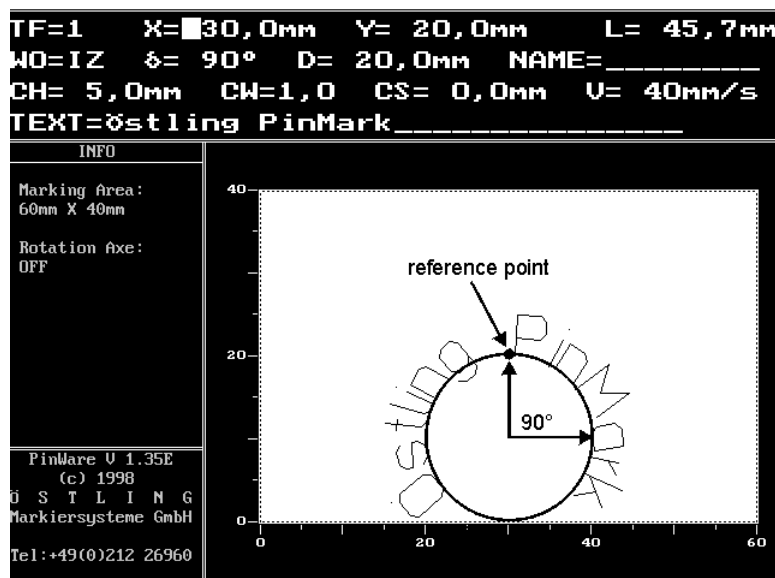 TF=1 X= 30,0mm Y= 20,0mm L= 45,7mm
WO=IZ δ= 90° D= 20,0mm NAME=________
CH= 5,0mm CW=1,0 CS= 0,0mm V= 40mm/s
TEXT=östling PinMark________________
INFO
Marking Area:
60mm X 40mm
Rotation Axe:
OFF
PinWare V 1.35E
(c) 1998
Ö S T L I N G
Markiersysteme GmbH
Tel:+49(0)212 26960
40
20
0
0 20 40 60
reference point
90°
östling PinMark